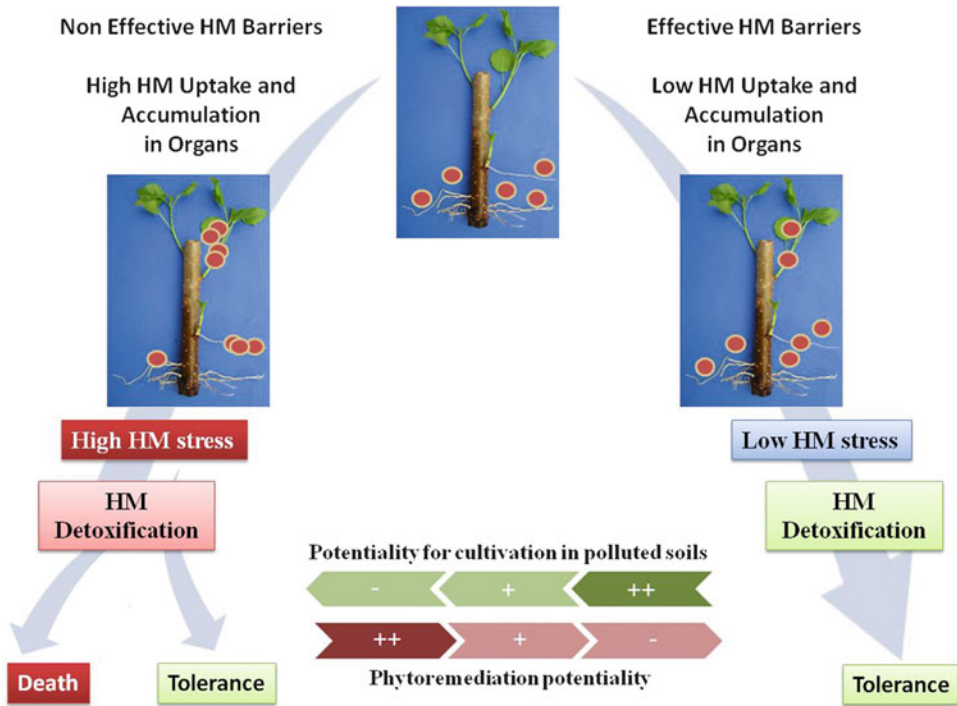 Non Effective HM Barriers
High HM Uptake and
Accumulation
in Organs
Effective HM Barriers
Low HM Uptake and
Accumulation
in Organs
High HM stress
HM
Detoxification
Death
Tolerance
Low HM stress
HM
Detoxification
Tolerance
Potentiality for cultivation in polluted soils
- + ++
++ + -
Phytoremediation potentiality